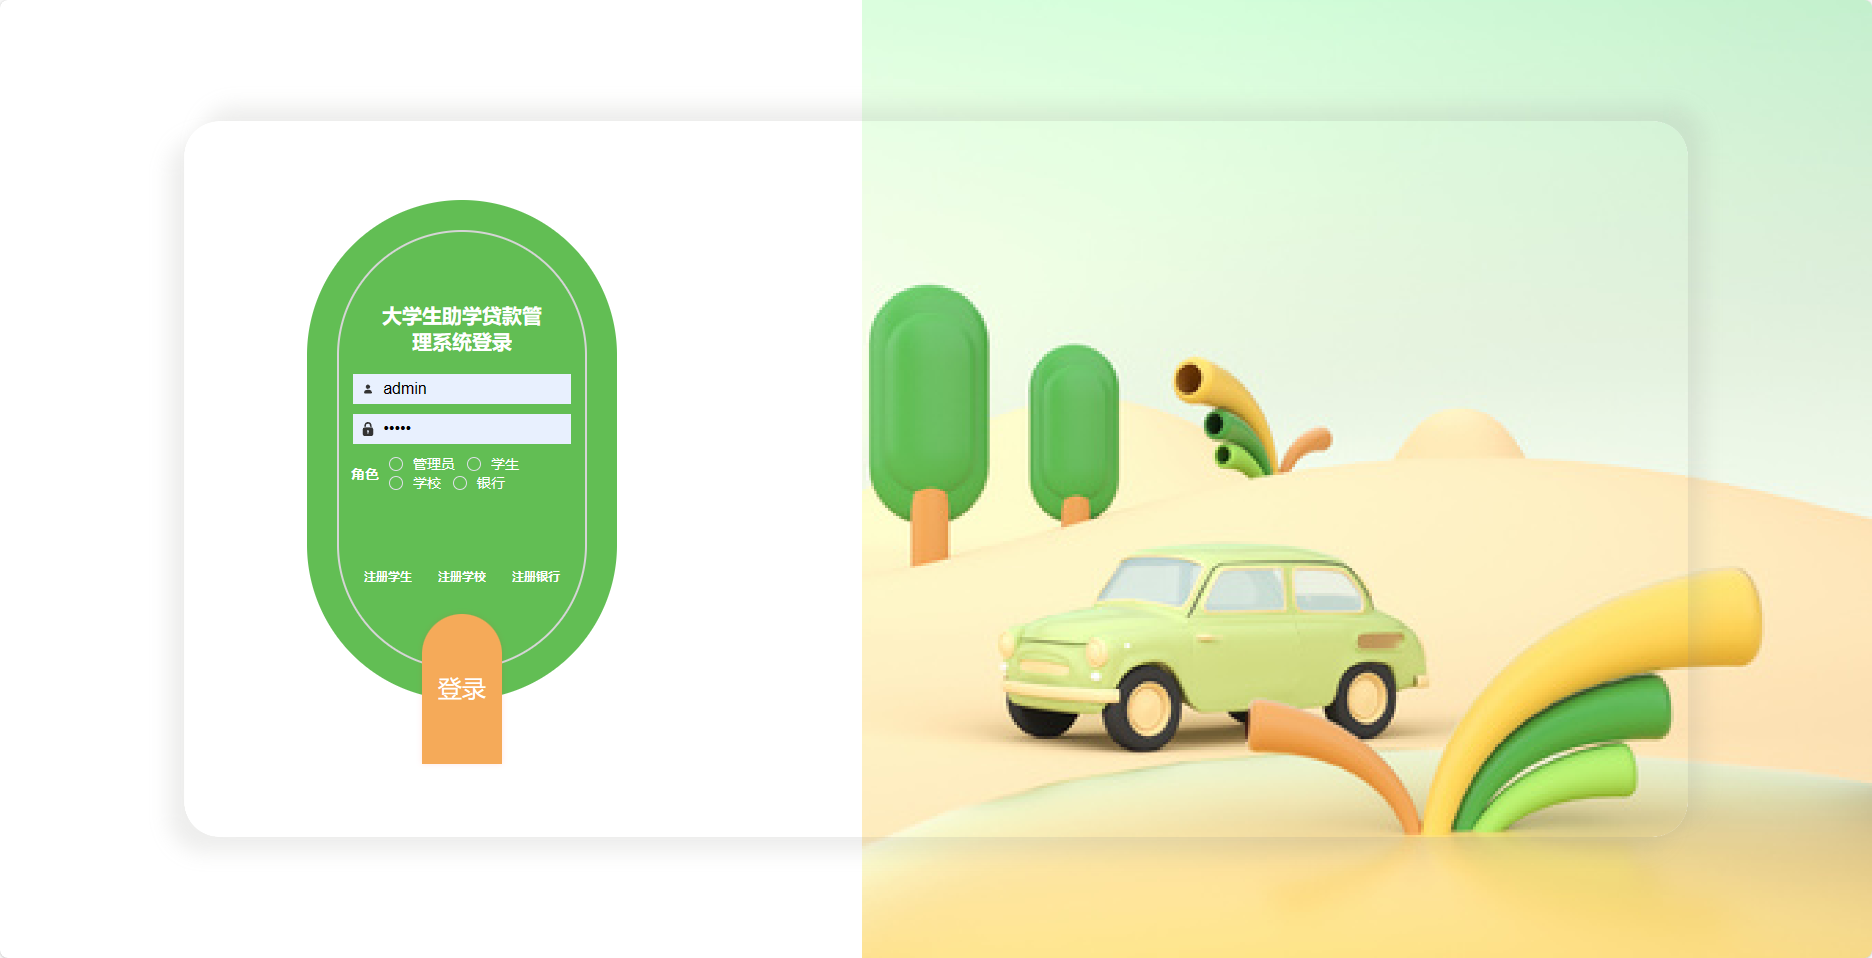 大学生助学贷款管
理系统登录
admin
•••••
角色
管理员 学生
学校 银行
注册学生 注册学校 注册银行
登录